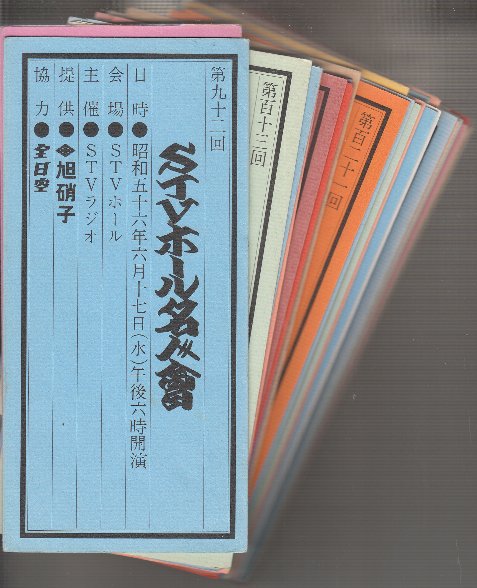 第九十二回
STVホール名人會
日時●昭和五十六年六月十七日(水)午後六時開演
会場●STVホール
主催●STVラジオ
提供●旭硝子
協力●全日空
第百十三回
第百二十一回